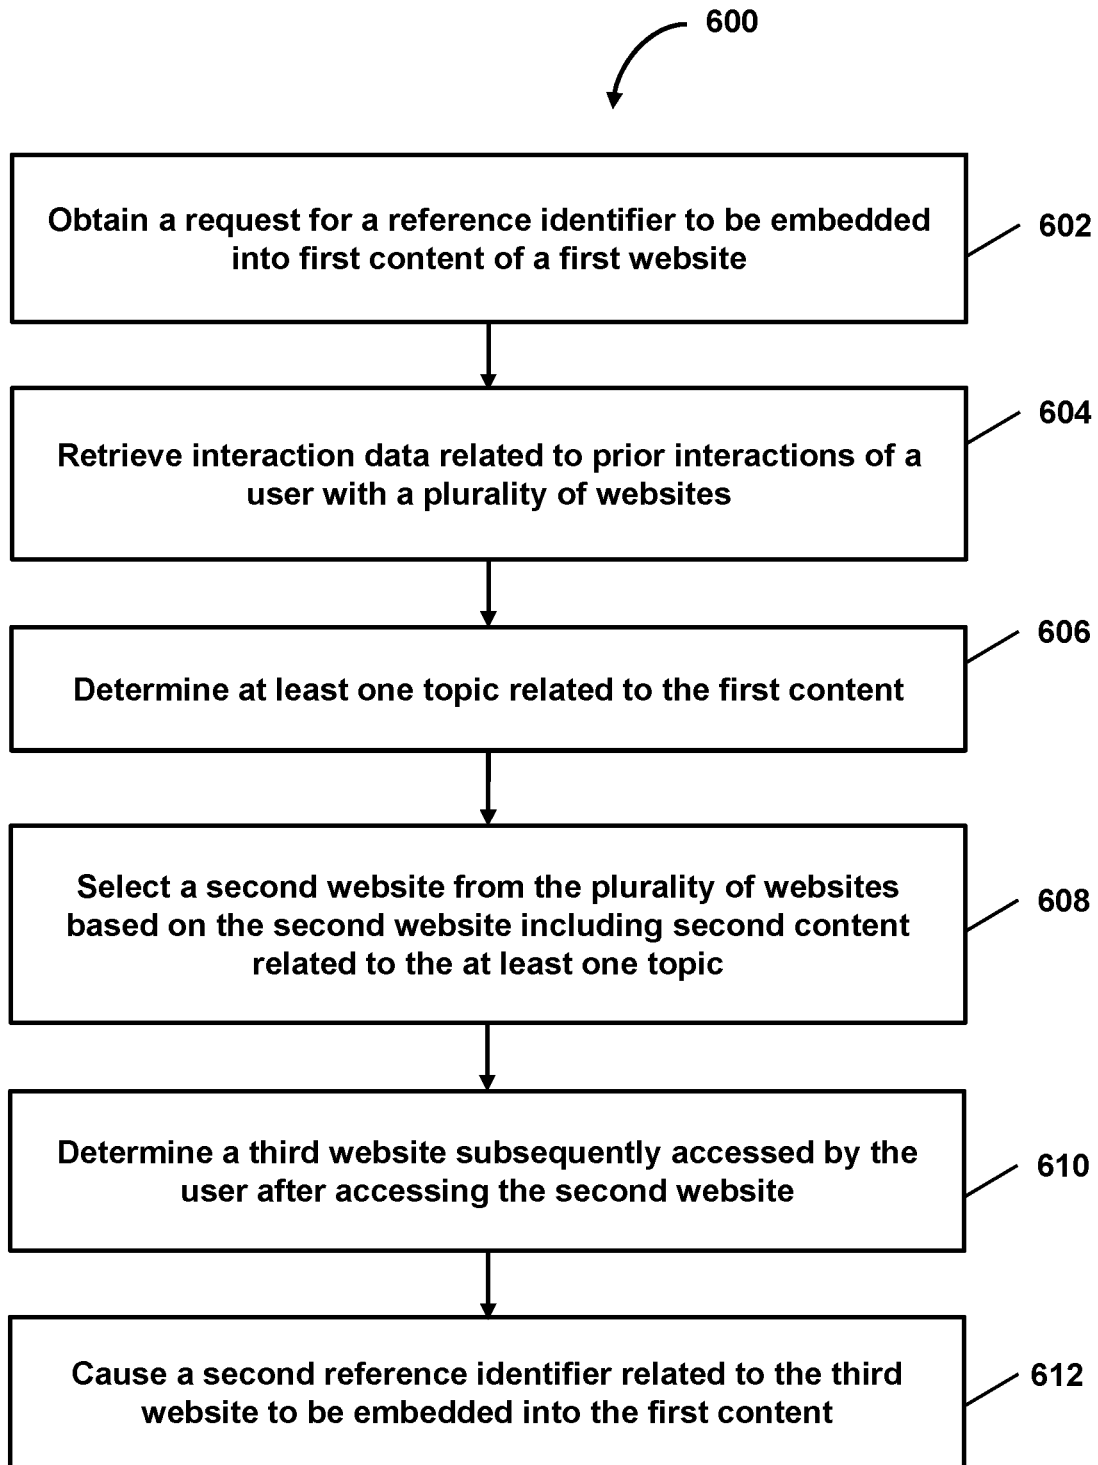 600
Obtain a request for a reference identifier to be embedded
into first content of a first website
602
Retrieve interaction data related to prior interactions of a
user with a plurality of websites
604
Determine at least one topic related to the first content
606
Select a second website from the plurality of websites
based on the second website including second content
related to the at least one topic
608
Determine a third website subsequently accessed by the
user after accessing the second website
610
Cause a second reference identifier related to the third
website to be embedded into the first content
612